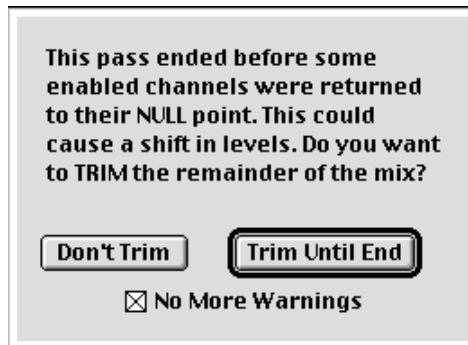 This pass ended before some
enabled channels were returned
to their NULL point. This could
cause a shift in levels. Do you want
to TRIM the remainder of the mix?
Don't Trim
Trim Until End
No More Warnings